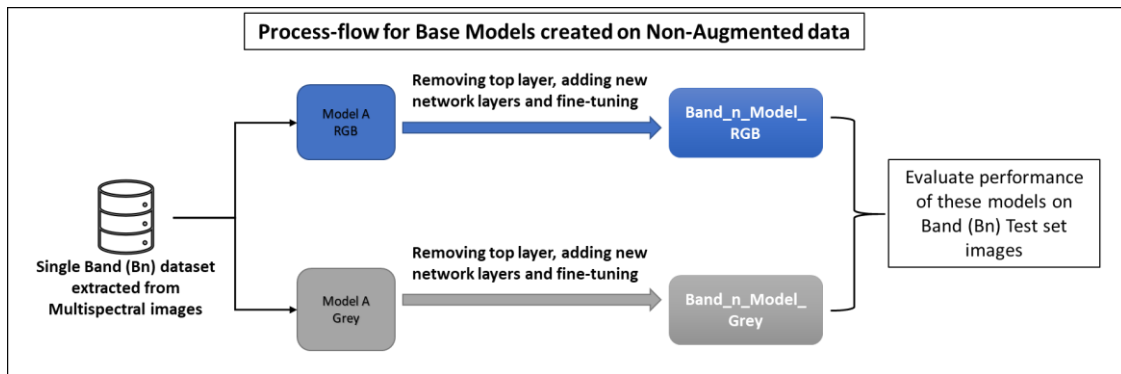 Process-flow for Base Models created on Non-Augmented data
Removing top layer, adding new
network layers and fine-tuning
Model A
RGB
Band_n_Model_
RGB
Single Band (Bn) dataset
extracted from
Multispectral images
Evaluate performance
of these models on
Band (Bn) Test set
images
Removing top layer, adding new
network layers and fine-tuning
Model A
Grey
Band_n_Model_
Grey